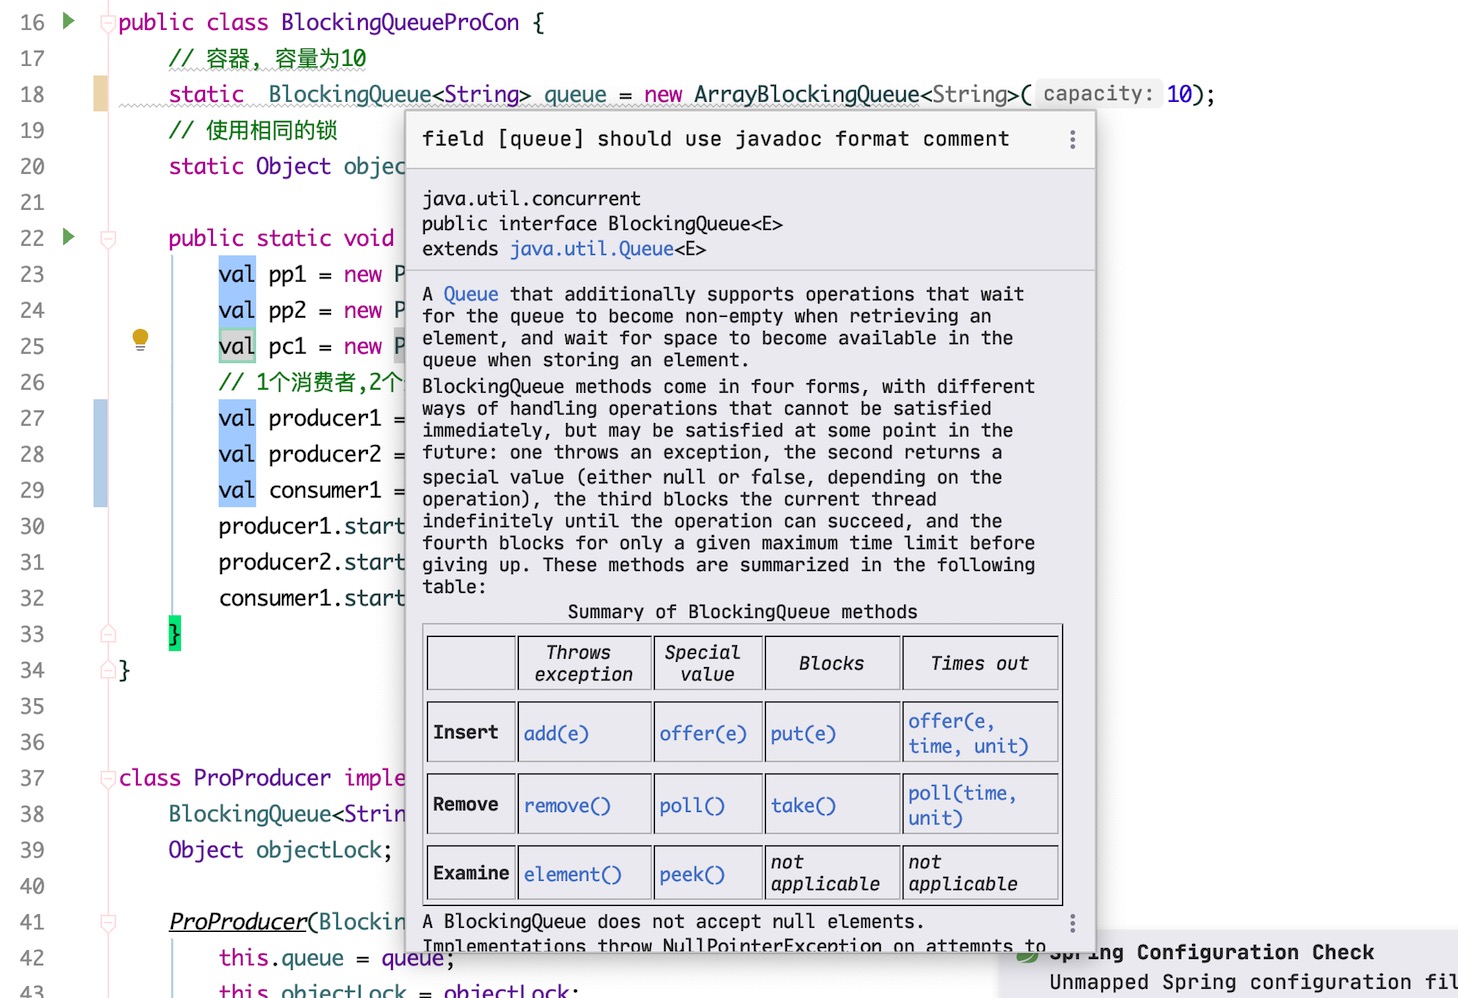 16 public class BlockingQueueProCon {
17 // 容器, 容量为10
18 static BlockingQueue<String> queue = new ArrayBlockingQueue<String>( capacity: 10);
19 // 使用相同的锁
20 static Object objec
21
22 public static void
23 val pp1 = new P
24 val pp2 = new P
25 val pc1 = new P
26 // 1个消费者,2个
27 val producer1 =
28 val producer2 =
29 val consumer1 =
30 producer1.start
31 producer2.start
32 consumer1.start
33 }
34 }
35
36
37 class ProProducer imple
38 BlockingQueue<Strin
39 Object objectLock;
40
41 ProProducer(Blockin
42 this.queue = queue;
43 this.objectLock = objectLock;
field [queue] should use javadoc format comment
java.util.concurrent
public interface BlockingQueue<E>
extends java.util.Queue<E>
A Queue that additionally supports operations that wait
for the queue to become non-empty when retrieving an
element, and wait for space to become available in the
queue when storing an element.
BlockingQueue methods come in four forms, with different
ways of handling operations that cannot be satisfied
immediately, but may be satisfied at some point in the
future: one throws an exception, the second returns a
special value (either null or false, depending on the
operation), the third blocks the current thread
indefinitely until the operation can succeed, and the
fourth blocks for only a given maximum time limit before
giving up. These methods are summarized in the following
table:
Summary of BlockingQueue methods
Throws exception Special value Blocks Times out
Insert add(e) offer(e) put(e) offer(e, time, unit)
Remove remove() poll() take() poll(time, unit)
Examine element() peek() not applicable not applicable
A BlockingQueue does not accept null elements.
Implementations throw NullPointerException on attempts to
Spring Configuration Check
Unmapped Spring configuration fil